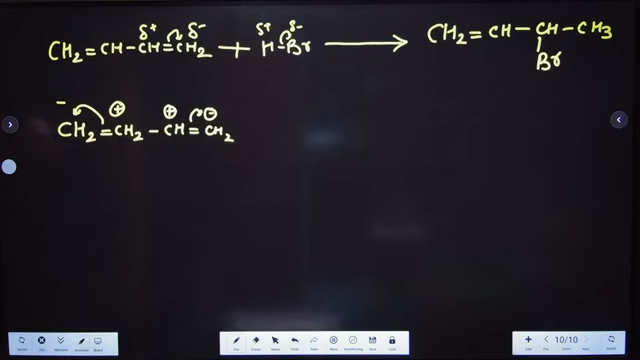 CH₂=CH-CH=CH₂ + H-Br ⟶ CH₂=CH-CH-CH₃
δ+ δ- δ+ δ-
Br
- ⊕ ⊕ ⊖
CH₂=CH₂-CH=CH₂
10/10